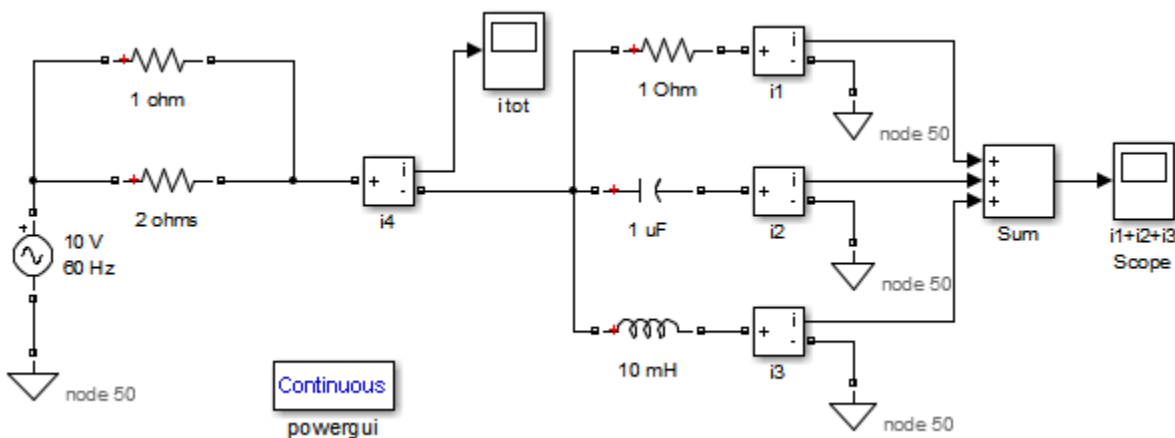 1 ohm
i tot
1 Ohm
i
-
+
i1
node 50
+
2 ohms
+
i
-
i4
1 uF
+
i
-
i2
node 50
+
+
+
Sum
i1+i2+i3
Scope
+
10 V
60 Hz
10 mH
+
i
-
i3
node 50
node 50
Continuous
powergui